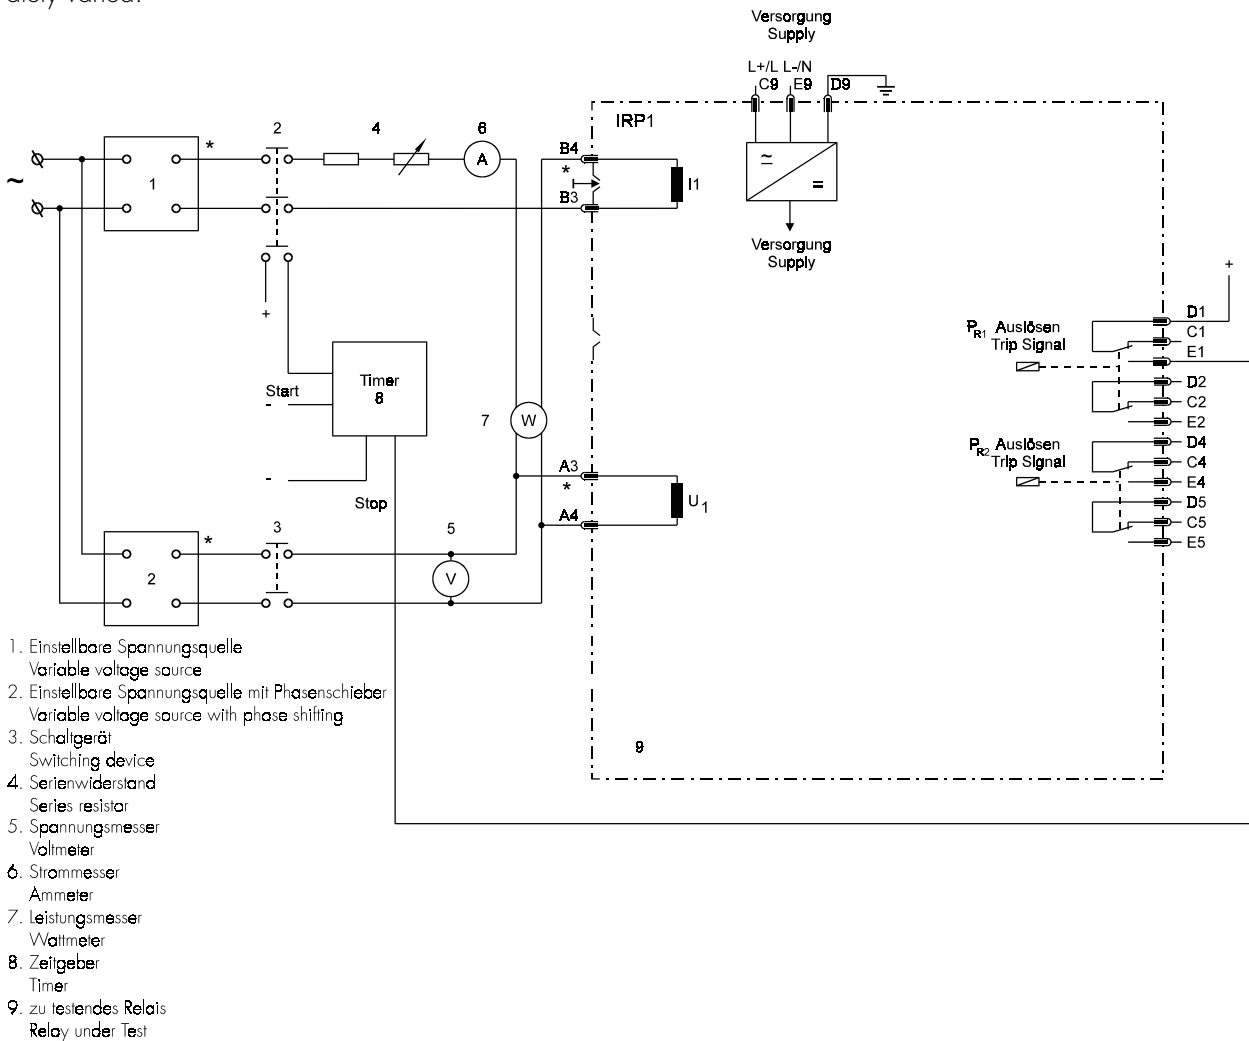 Versorgung
Supply
L+/L L-/N
C9 E9 D9
IRP1
2 4 6
B4
*
*
A
~
1
I1
B3
≃
=
Versorgung
Supply
+
+
D1
C1
E1
PR1 Auslösen
Trip Signal
D2
C2
E2
Start
-
Timer
8
7
W
PR2 Auslösen
Trip Signal
D4
C4
E4
D5
C5
E5
A3
*
U1
A4
-
Stop
*
3
5
2
V
9
1. Einstellbare Spannungsquelle
Variable voltage source
2. Einstellbare Spannungsquelle mit Phasenschieber
Variable voltage source with phase shifting
3. Schaltgerät
Switching device
4. Serienwiderstand
Series resistor
5. Spannungsmesser
Voltmeter
6. Strommesser
Ammeter
7. Leistungsmesser
Wattmeter
8. Zeitgeber
Timer
9. zu testendes Relais
Relay under Test